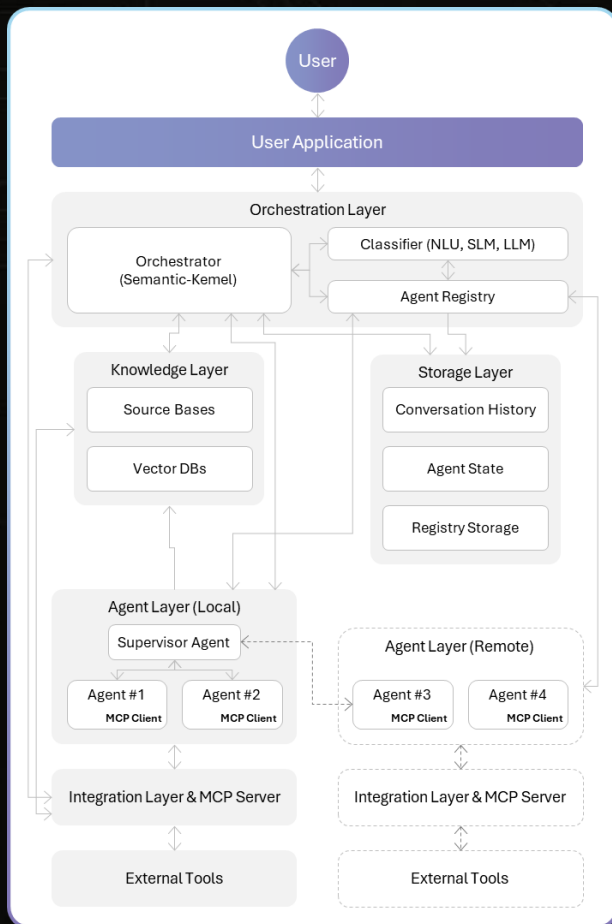 User
User Application
Orchestration Layer
Orchestrator
(Semantic-Kernel)
Classifier (NLU, SLM, LLM)
Agent Registry
Knowledge Layer
Source Bases
Vector DBs
Storage Layer
Conversation History
Agent State
Registry Storage
Agent Layer (Local)
Supervisor Agent
Agent #1
MCP Client
Agent #2
MCP Client
Agent Layer (Remote)
Agent #3
MCP Client
Agent #4
MCP Client
Integration Layer & MCP Server
Integration Layer & MCP Server
External Tools
External Tools